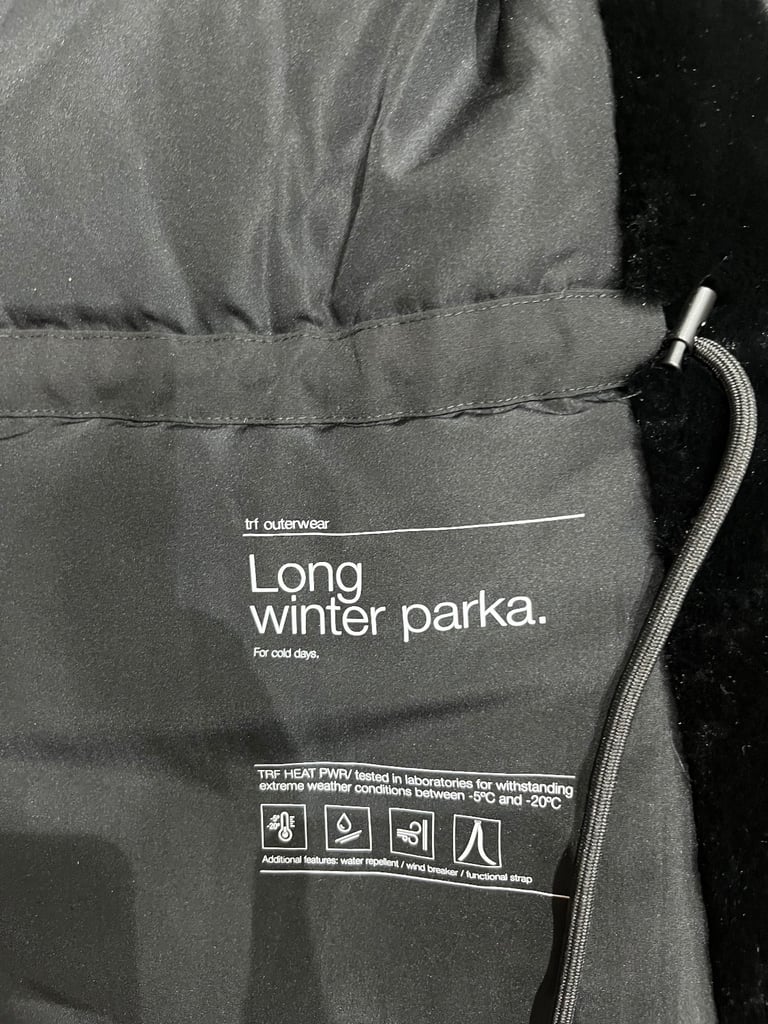 trf outerwear
Long
winter parka.
For cold days.
TRF HEAT PWR/ tested in laboratories for withstanding
extreme weather conditions between -5ºC and -20ºC
Additional features: water repellent / wind breaker / functional strap